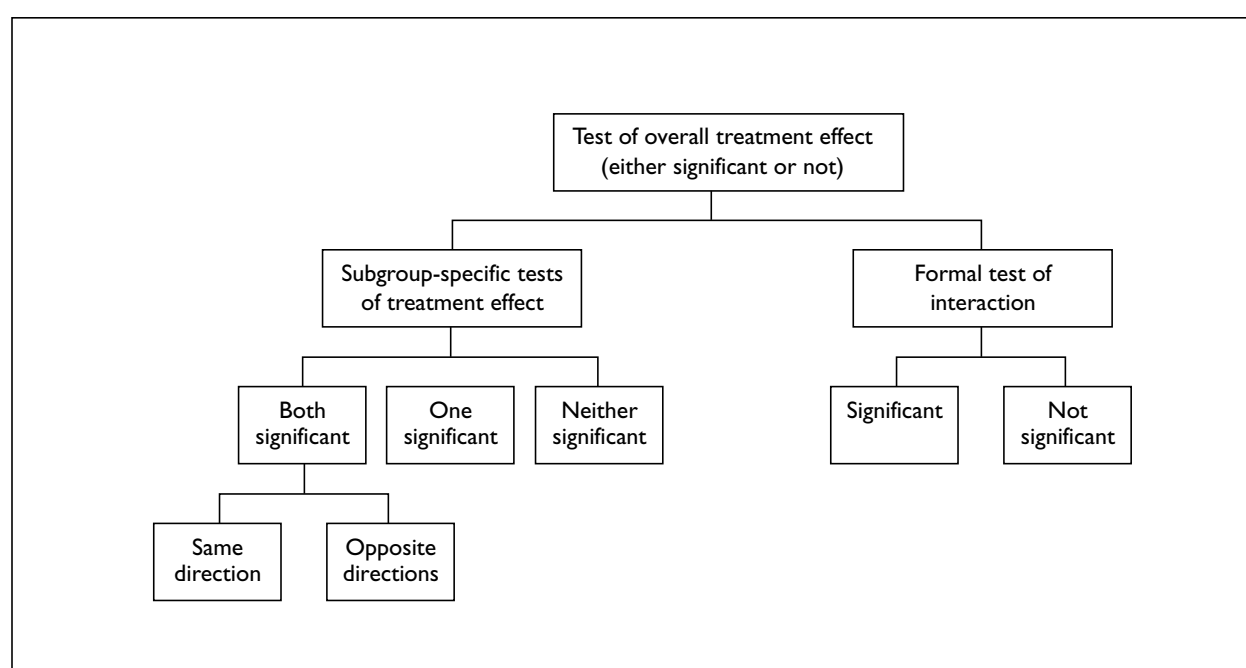 Test of overall treatment effect
(either significant or not)
Subgroup-specific tests
of treatment effect
Formal test of
interaction
Both
significant
One
significant
Neither
significant
Significant
Not
significant
Same
direction
Opposite
directions